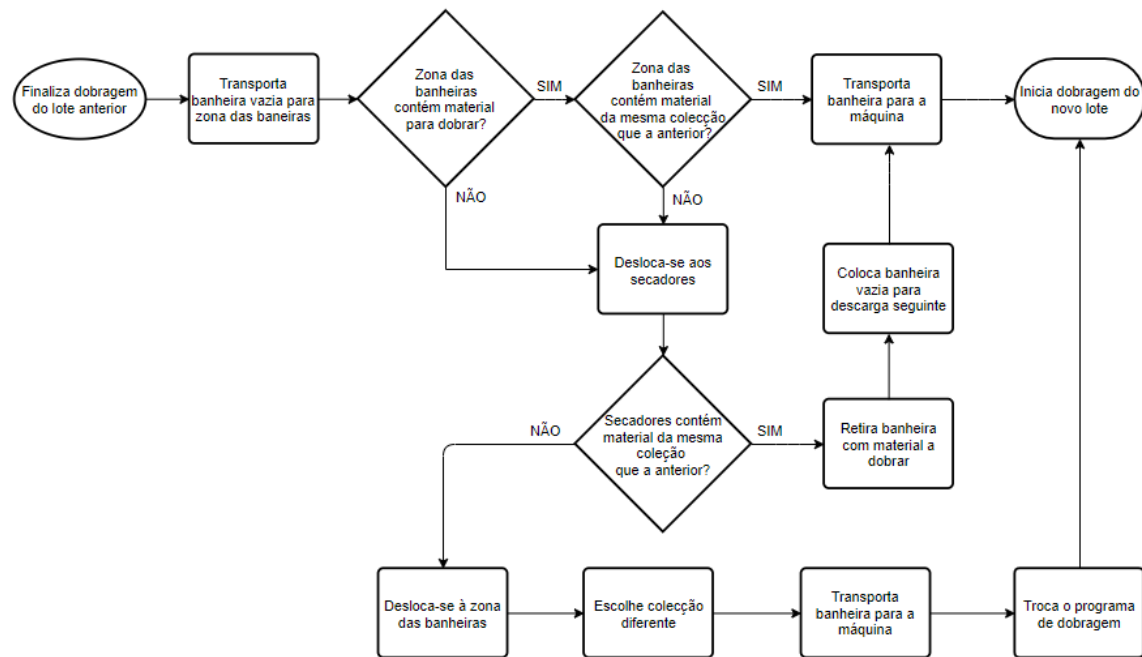 Finaliza dobragem
do lote anterior
Transporta
banheira vazia para
zona das baneiras
Zona das
banheiras
contém material
para dobrar?
SIM
Zona das
banheiras
contém material
da mesma colecção
que a anterior?
SIM
Transporta
banheira para a
máquina
Inicia dobragem do
novo lote
NÃO
NÃO
Desloca-se aos
secadores
Coloca banheira
vazia para
descarga seguinte
Secadores contém
material da mesma
coleção
que a anterior?
NÃO
SIM
Retira banheira
com material a
dobrar
Desloca-se à zona
das banheiras
Escolhe colecção
diferente
Transporta
banheira para a
máquina
Troca o programa
de dobragem